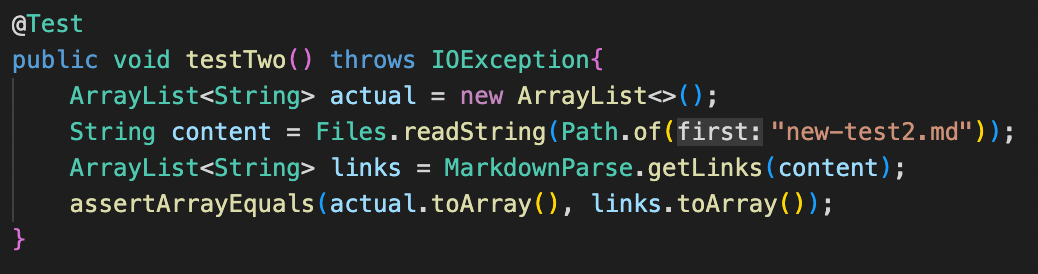 @Test
public void testTwo() throws IOException{
    ArrayList<String> actual = new ArrayList<>();
    String content = Files.readString(Path.of(first: "new-test2.md"));
    ArrayList<String> links = MarkdownParse.getLinks(content);
    assertArrayEquals(actual.toArray(), links.toArray());
}